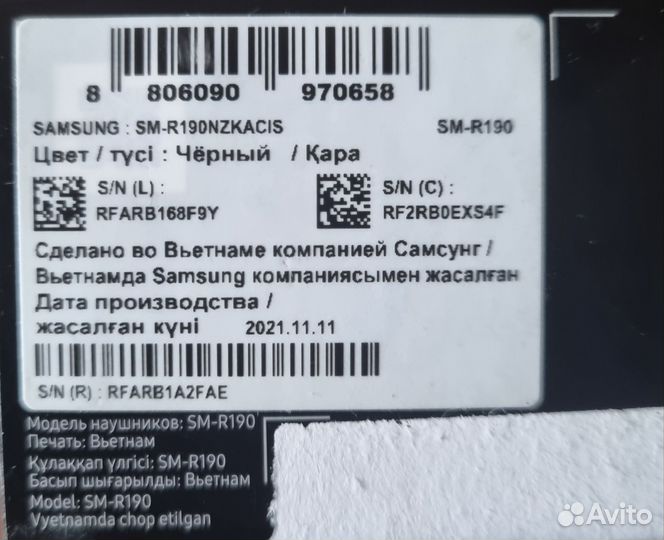 8 806090 970658
SAMSUNG : SM-R190NZKACIS SM-R190
Цвет / түсі : Чёрный / Қара
S/N (L) : S/N (C) :
RFARB168F9Y RF2RB0EXS4F
Сделано во Вьетнаме компанией Самсунг /
Вьетнамда Samsung компаниясымен жасалған
Дата производства /
жасалған күні 2021.11.11
S/N (R) : RFARB1A2FAE
Модель наушников: SM-R190
Печать: Вьетнам
Құлаққап үлгісі: SM-R190
Басып шығарылды: Вьетнам
Model: SM-R190
Vyetnamda chop etilgan
Avito